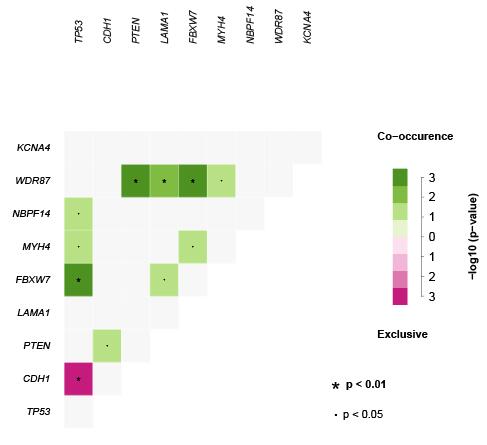 TP53
CDH1
PTEN
LAMA1
FBXW7
MYH4
NBPF14
WDR87
KCNA4
KCNA4
WDR87 * * * ·
NBPF14 ·
MYH4 · ·
FBXW7 * ·
LAMA1
PTEN ·
CDH1 *
TP53
Co-occurence
3
2
1
0
1
2
3
−log10 (p-value)
Exclusive
* p < 0.01
· p < 0.05